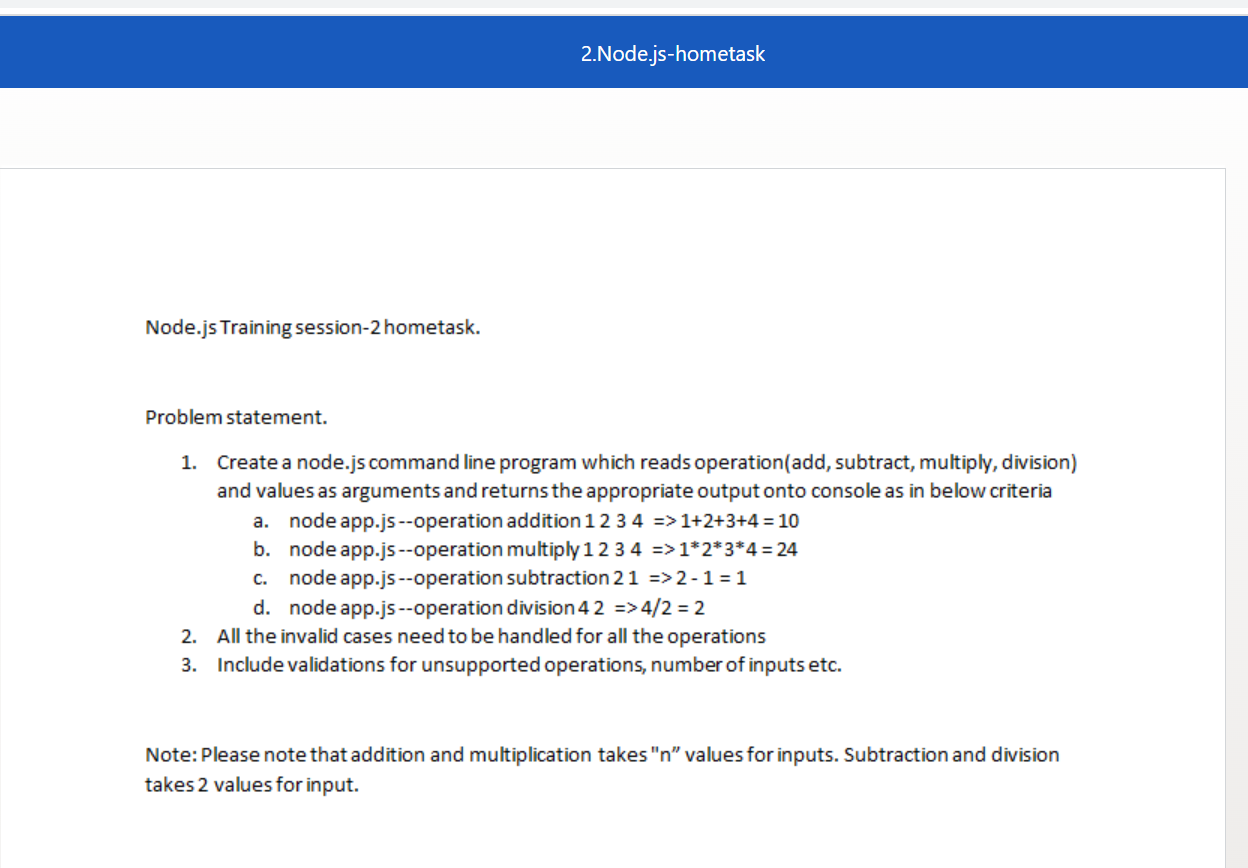 2.Node.js-hometask
Node.js Training session-2 hometask.
Problem statement.
1. Create a node.js command line program which reads operation(add, subtract, multiply, division)
and values as arguments and returns the appropriate output onto console as in below criteria
a. node app.js --operation addition 1 2 3 4 => 1+2+3+4 = 10
b. node app.js --operation multiply 1 2 3 4 => 1*2*3*4 = 24
c. node app.js --operation subtraction 2 1 => 2 - 1 = 1
d. node app.js --operation division 4 2 => 4/2 = 2
2. All the invalid cases need to be handled for all the operations
3. Include validations for unsupported operations, number of inputs etc.
Note: Please note that addition and multiplication takes "n” values for inputs. Subtraction and division
takes 2 values for input.